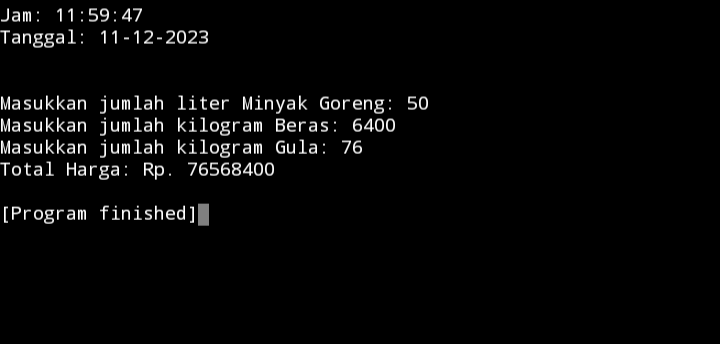 Jam: 11:59:47
Tanggal: 11-12-2023
Masukkan jumlah liter Minyak Goreng: 50
Masukkan jumlah kilogram Beras: 6400
Masukkan jumlah kilogram Gula: 76
Total Harga: Rp. 76568400
[Program finished]